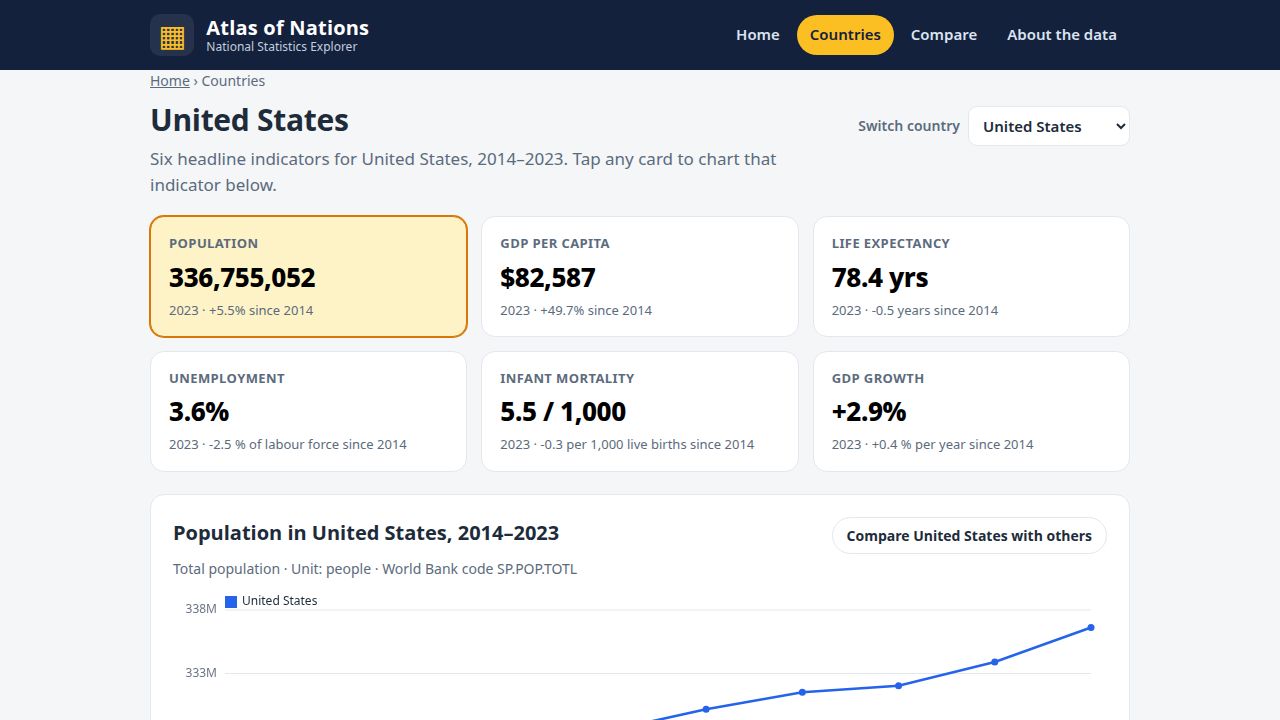 Atlas of Nations
National Statistics Explorer
Home
Countries
Compare
About the data
Home › Countries
United States
Switch country
United States
Six headline indicators for United States, 2014–2023. Tap any card to chart that
indicator below.
POPULATION
336,755,052
2023 · +5.5% since 2014
GDP PER CAPITA
$82,587
2023 · +49.7% since 2014
LIFE EXPECTANCY
78.4 yrs
2023 · -0.5 years since 2014
UNEMPLOYMENT
3.6%
2023 · -2.5 % of labour force since 2014
INFANT MORTALITY
5.5 / 1,000
2023 · -0.3 per 1,000 live births since 2014
GDP GROWTH
+2.9%
2023 · +0.4 % per year since 2014
Population in United States, 2014–2023
Compare United States with others
Total population · Unit: people · World Bank code SP.POP.TOTL
United States
338M
333M